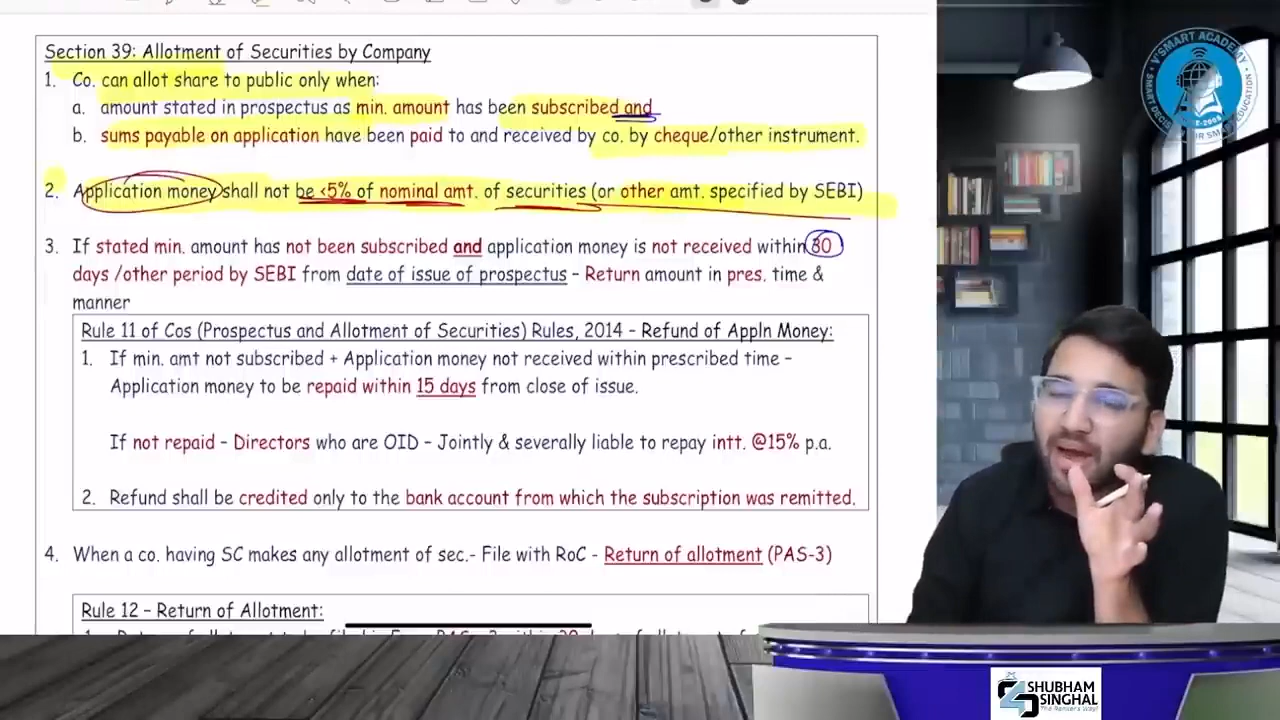 Section 39: Allotment of Securities by Company
1. Co. can allot share to public only when:
a. amount stated in prospectus as min. amount has been subscribed and
b. sums payable on application have been paid to and received by co. by cheque/other instrument.
2. Application money shall not be <5% of nominal amt. of securities (or other amt. specified by SEBI)
3. If stated min. amount has not been subscribed and application money is not received within 30
days /other period by SEBI from date of issue of prospectus – Return amount in pres. time &
manner
Rule 11 of Cos (Prospectus and Allotment of Securities) Rules, 2014 – Refund of Appln Money:
1. If min. amt not subscribed + Application money not received within prescribed time –
Application money to be repaid within 15 days from close of issue.
If not repaid – Directors who are OID – Jointly & severally liable to repay intt. @15% p.a.
2. Refund shall be credited only to the bank account from which the subscription was remitted.
4. When a co. having SC makes any allotment of sec.- File with RoC - Return of allotment (PAS-3)
Rule 12 – Return of Allotment:
V'SMART ACADEMY
SHUBHAM
SINGHAL